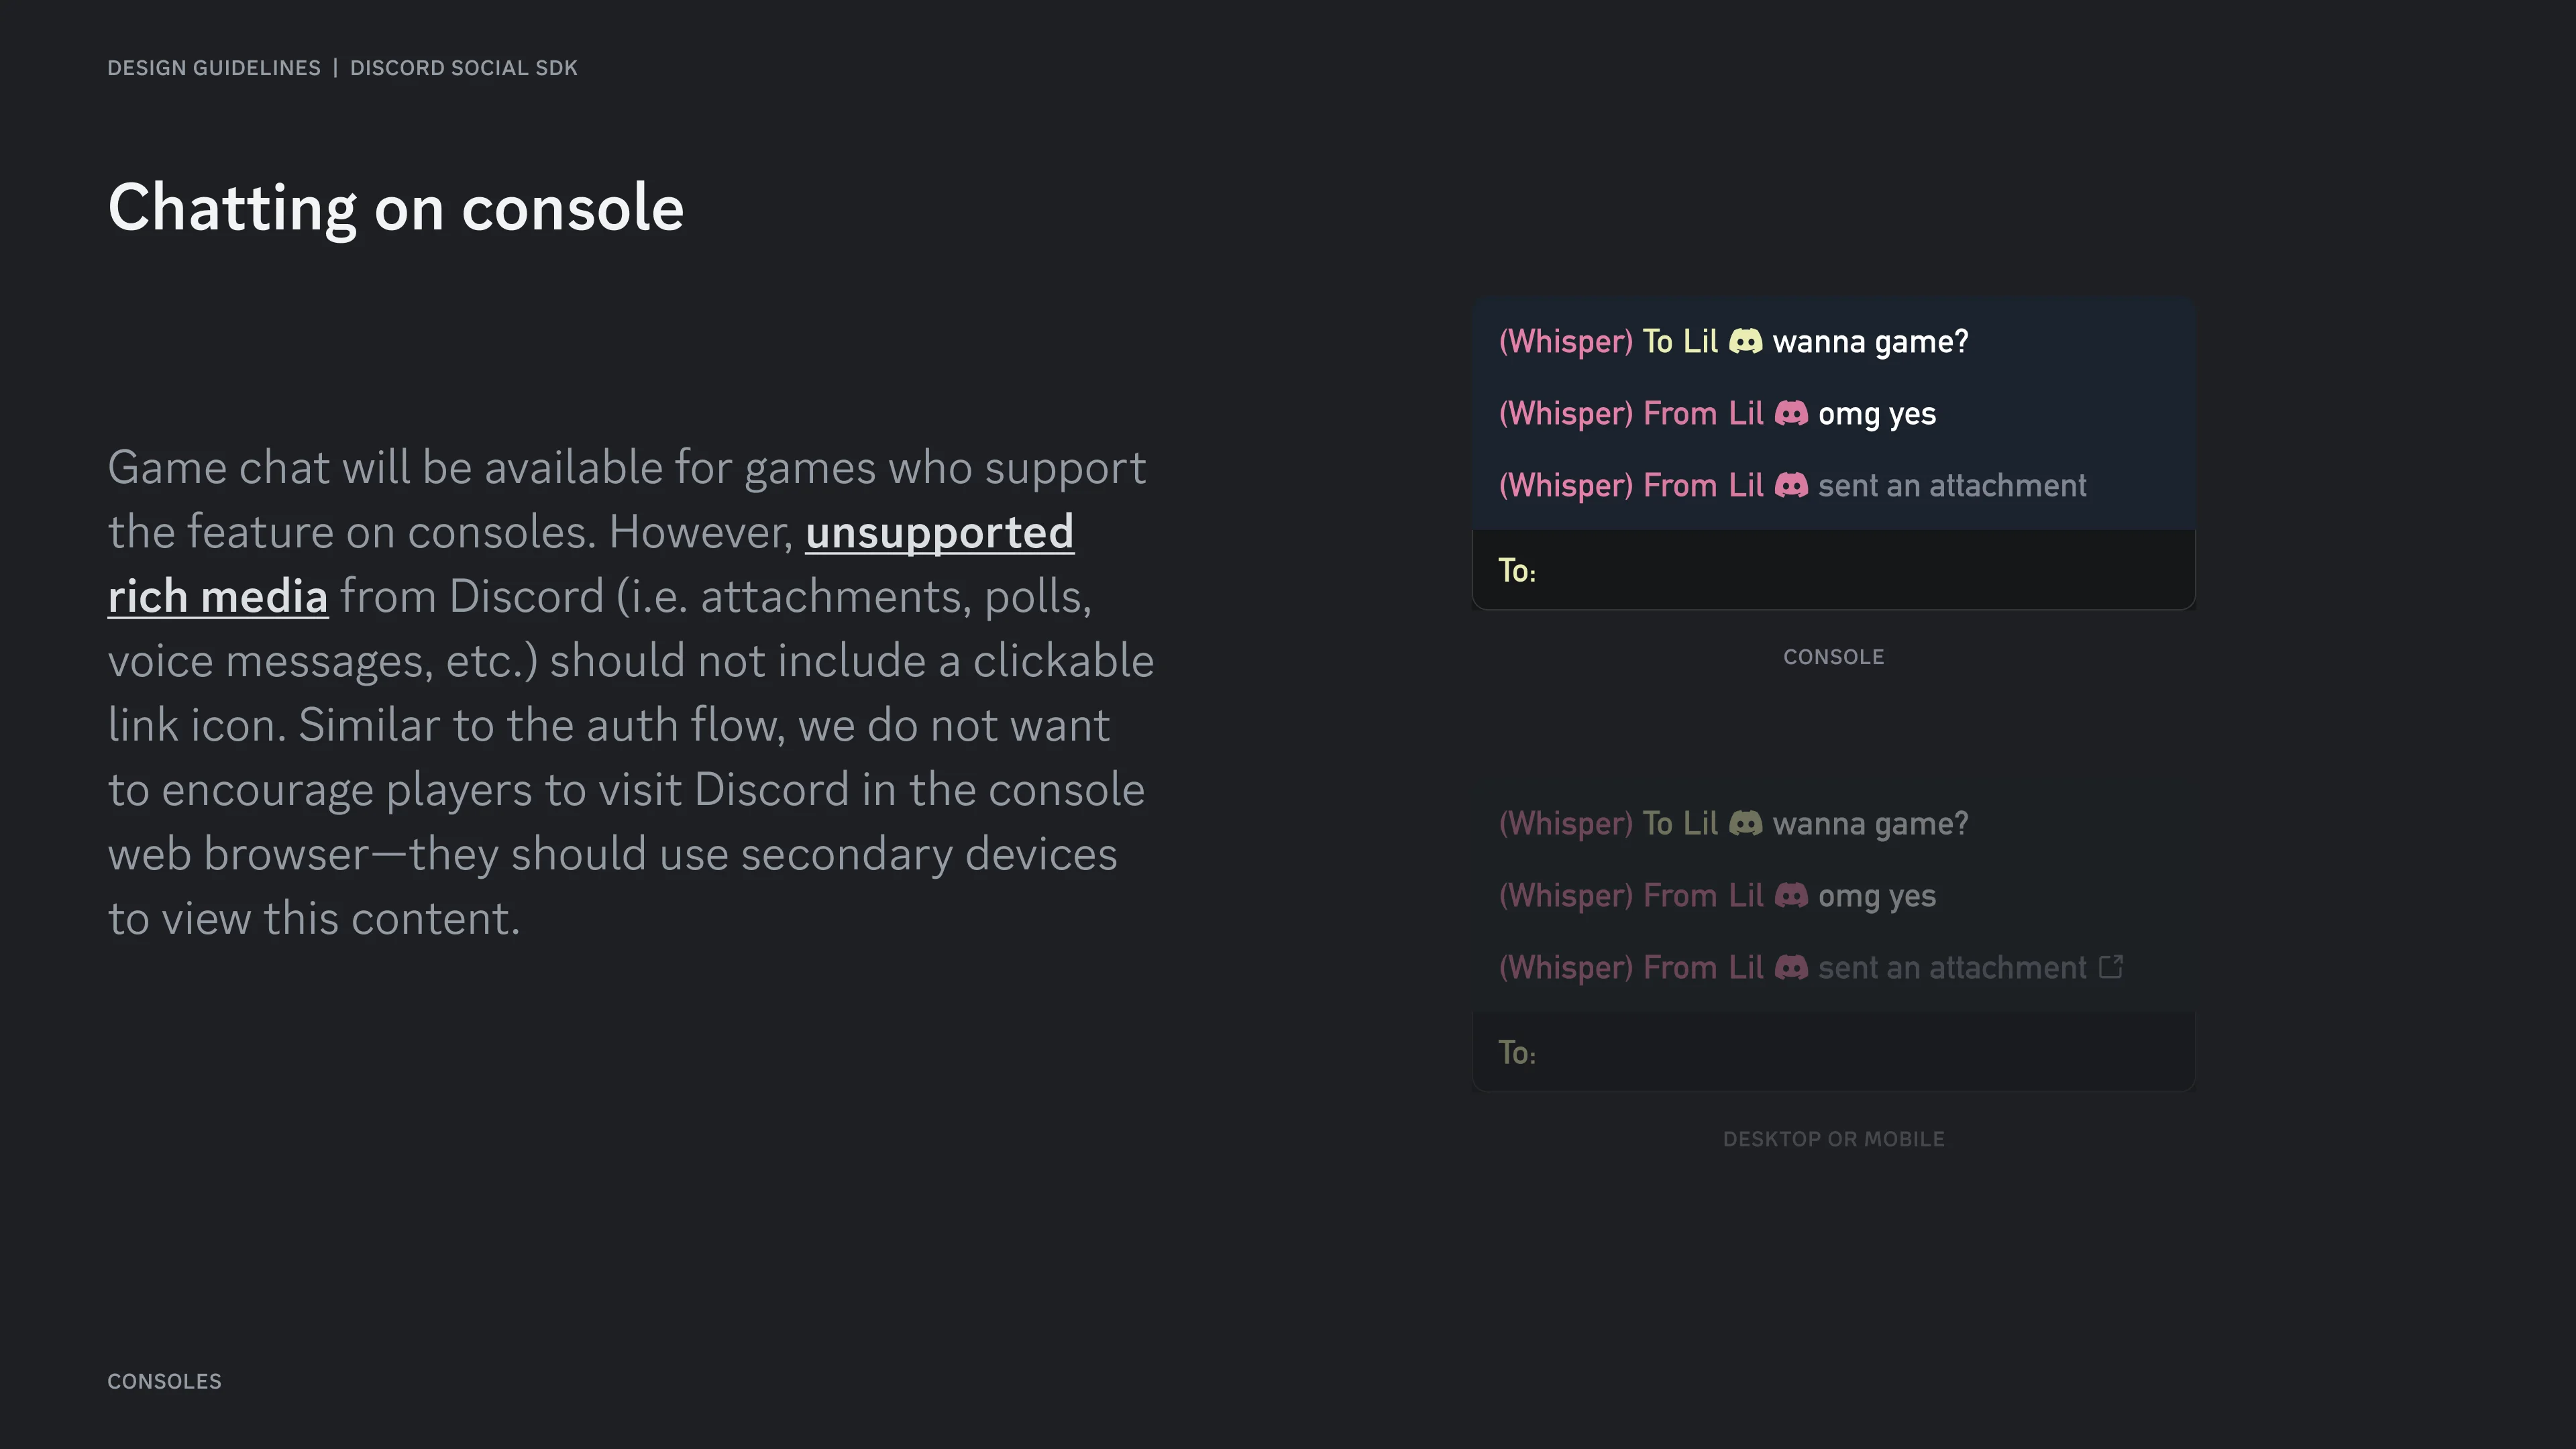 DESIGN GUIDELINES | DISCORD SOCIAL SDK
Chatting on console
Game chat will be available for games who support
the feature on consoles. However, unsupported
rich media from Discord (i.e. attachments, polls,
voice messages, etc.) should not include a clickable
link icon. Similar to the auth flow, we do not want
to encourage players to visit Discord in the console
web browser—they should use secondary devices
to view this content.
(Whisper) To Lil wanna game?
(Whisper) From Lil omg yes
(Whisper) From Lil sent an attachment
To:
CONSOLE
(Whisper) To Lil wanna game?
(Whisper) From Lil omg yes
(Whisper) From Lil sent an attachment
To:
DESKTOP OR MOBILE
CONSOLES